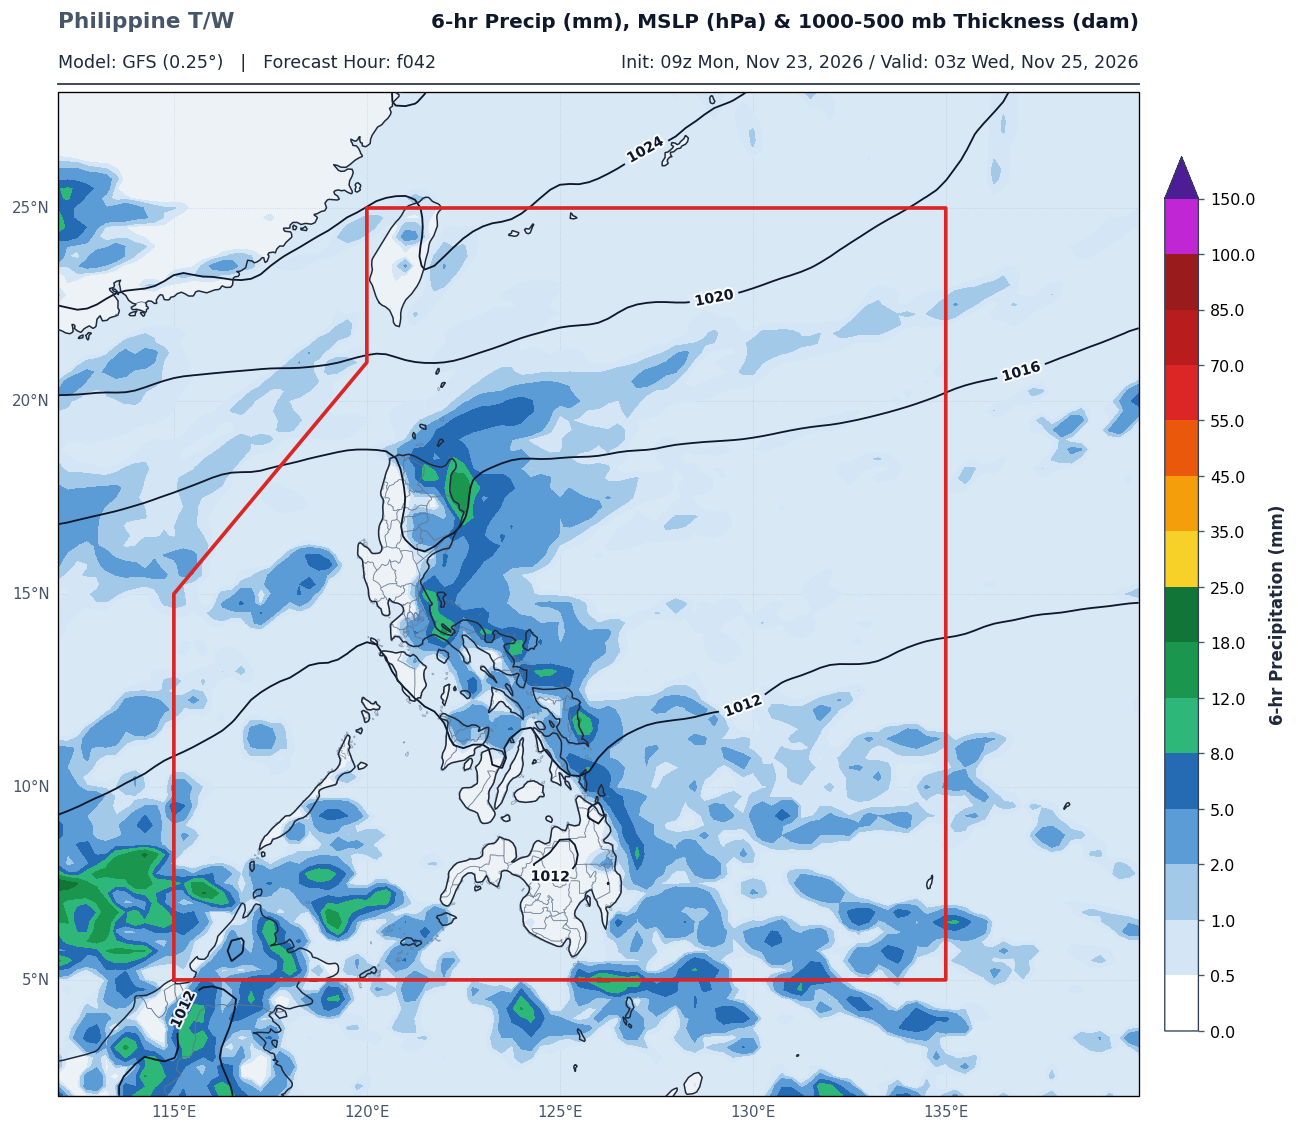 Philippine T/W
6-hr Precip (mm), MSLP (hPa) & 1000-500 mb Thickness (dam)
Model: GFS (0.25°) | Forecast Hour: f042
Init: 09z Mon, Nov 23, 2026 / Valid: 03z Wed, Nov 25, 2026
1024
1020
1016
1012
1012
1012
25°N
20°N
15°N
10°N
5°N
115°E
120°E
125°E
130°E
135°E
150.0
100.0
85.0
70.0
55.0
45.0
35.0
25.0
18.0
12.0
8.0
5.0
2.0
1.0
0.5
0.0
6-hr Precipitation (mm)